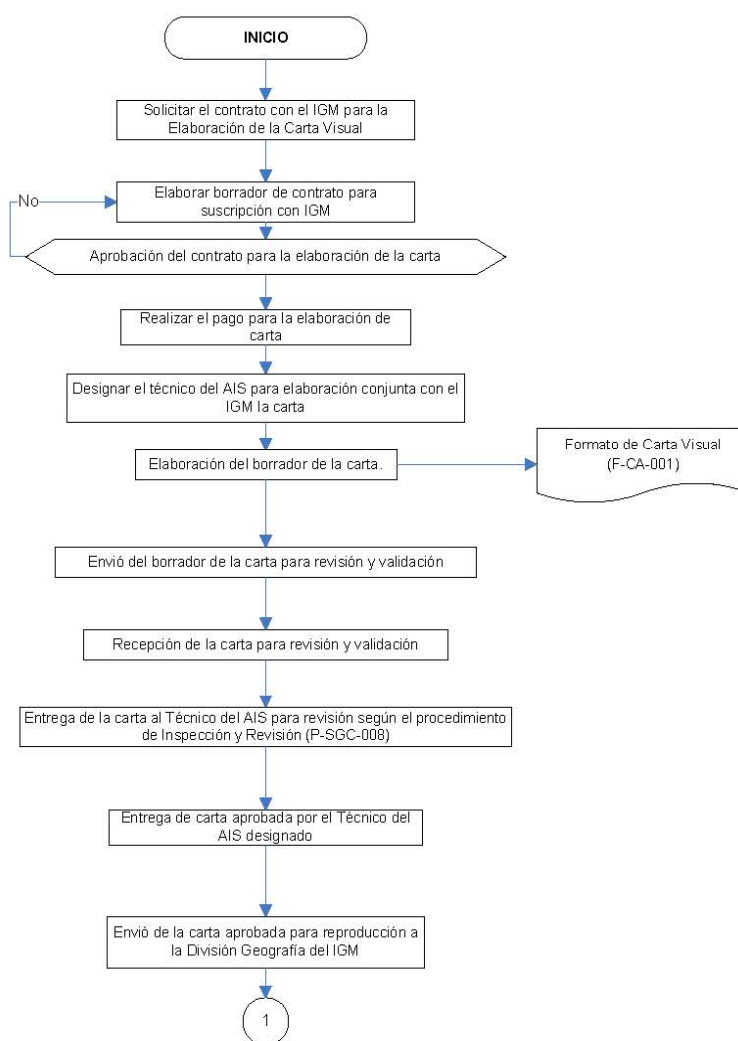 INICIO
Solicitar el contrato con el IGM para la
Elaboración de la Carta Visual
No
Elaborar borrador de contrato para
suscripción con IGM
Aprobación del contrato para la elaboración de la carta
Realizar el pago para la elaboración de
carta
Designar el técnico del AIS para elaboración conjunta con el
IGM la carta
Elaboración del borrador de la carta.
Formato de Carta Visual
(F-CA-001)
Envió del borrador de la carta para revisión y validación
Recepción de la carta para revisión y validación
Entrega de la carta al Técnico del AIS para revisión según el procedimiento
de Inspección y Revisión (P-SGC-008)
Entrega de carta aprobada por el Técnico del
AIS designado
Envió de la carta aprobada para reproducción a
la División Geografía del IGM
1